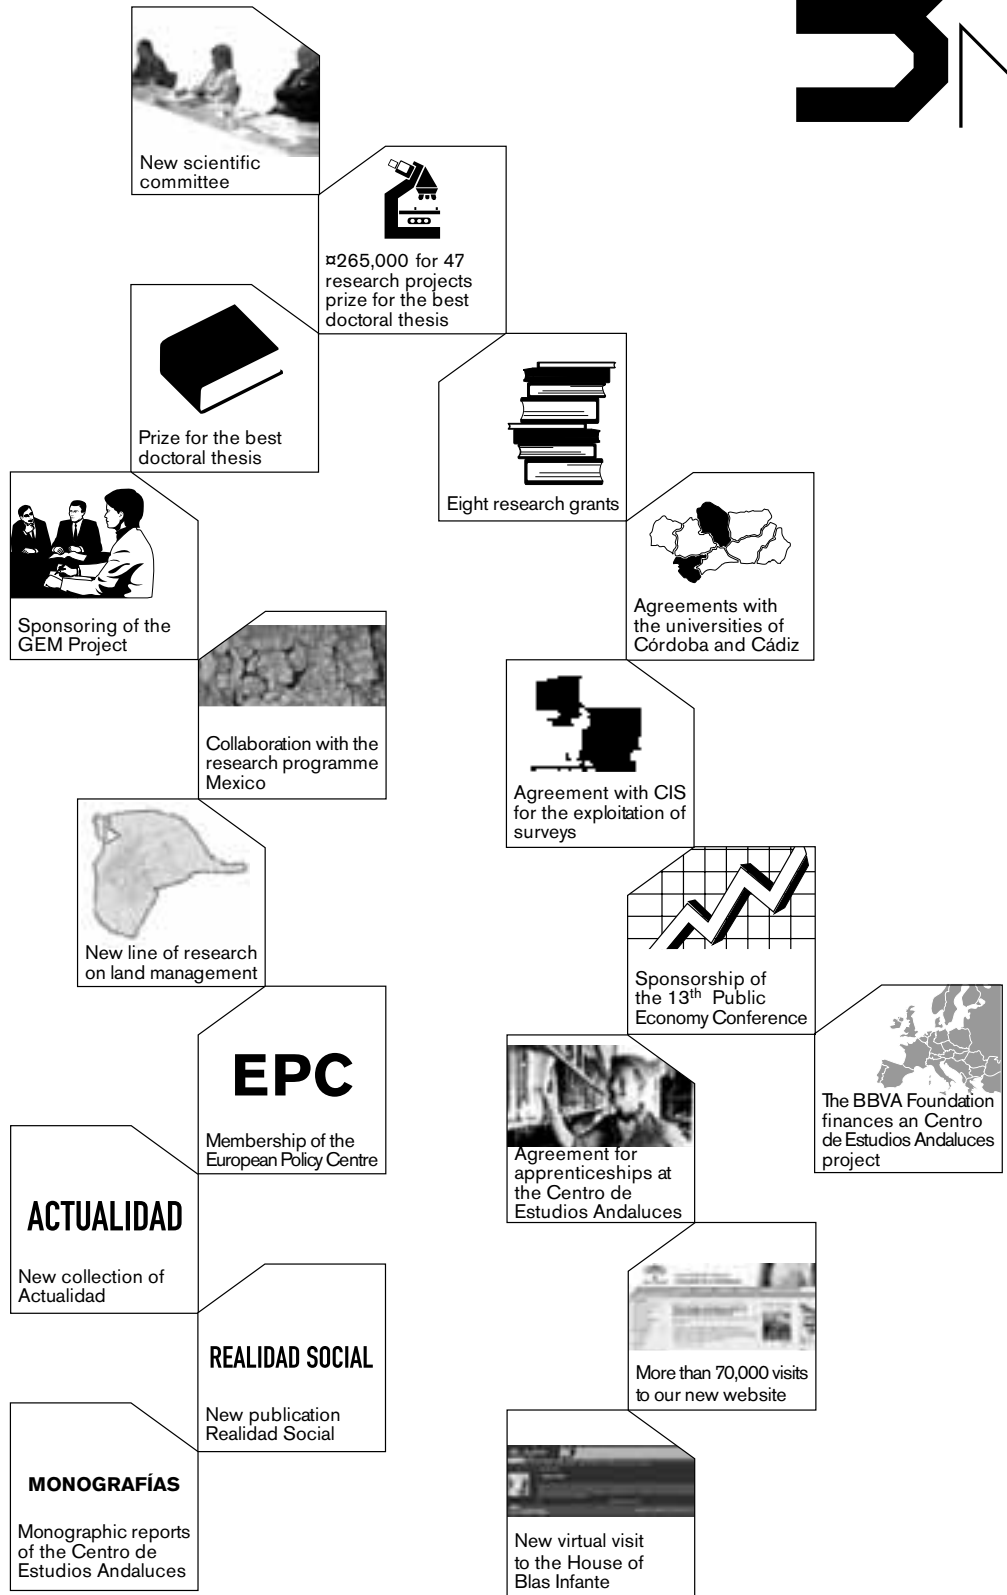 New scientific
committee
¤265,000 for 47
research projects
prize for the best
doctoral thesis
Prize for the best
doctoral thesis
Eight research grants
Sponsoring of the
GEM Project
Agreements with
the universities of
Córdoba and Cádiz
Collaboration with the
research programme
Mexico
Agreement with CIS
for the exploitation of
surveys
New line of research
on land management
Sponsorship of
the 13th Public
Economy Conference
EPC
Membership of the
European Policy Centre
The BBVA Foundation
finances an Centro
de Estudios Andaluces
project
Agreement for
apprenticeships at
the Centro de
Estudios Andaluces
ACTUALIDAD
New collection of
Actualidad
REALIDAD SOCIAL
New publication
Realidad Social
More than 70,000 visits
to our new website
MONOGRAFÍAS
Monographic reports
of the Centro de
Estudios Andaluces
New virtual visit
to the House of
Blas Infante